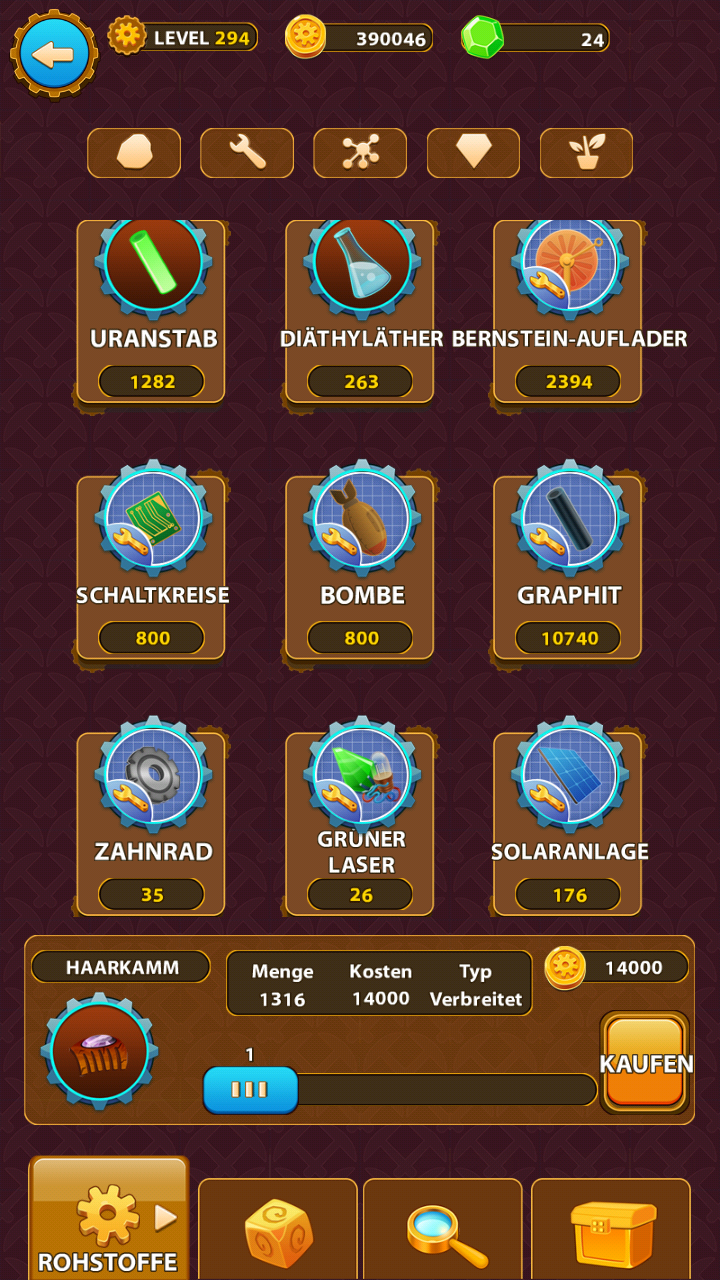 LEVEL 294
390046
24
URANSTAB
DIÄTHYLÄTHER
BERNSTEIN-AUFLADER
1282
263
2394
SCHALTKREISE
BOMBE
GRAPHIT
800
800
10740
ZAHNRAD
GRÜNER
LASER
SOLARANLAGE
35
26
176
HAARKAMM
Menge Kosten Typ
1316 14000 Verbreitet
14000
1
KAUFEN
ROHSTOFFE